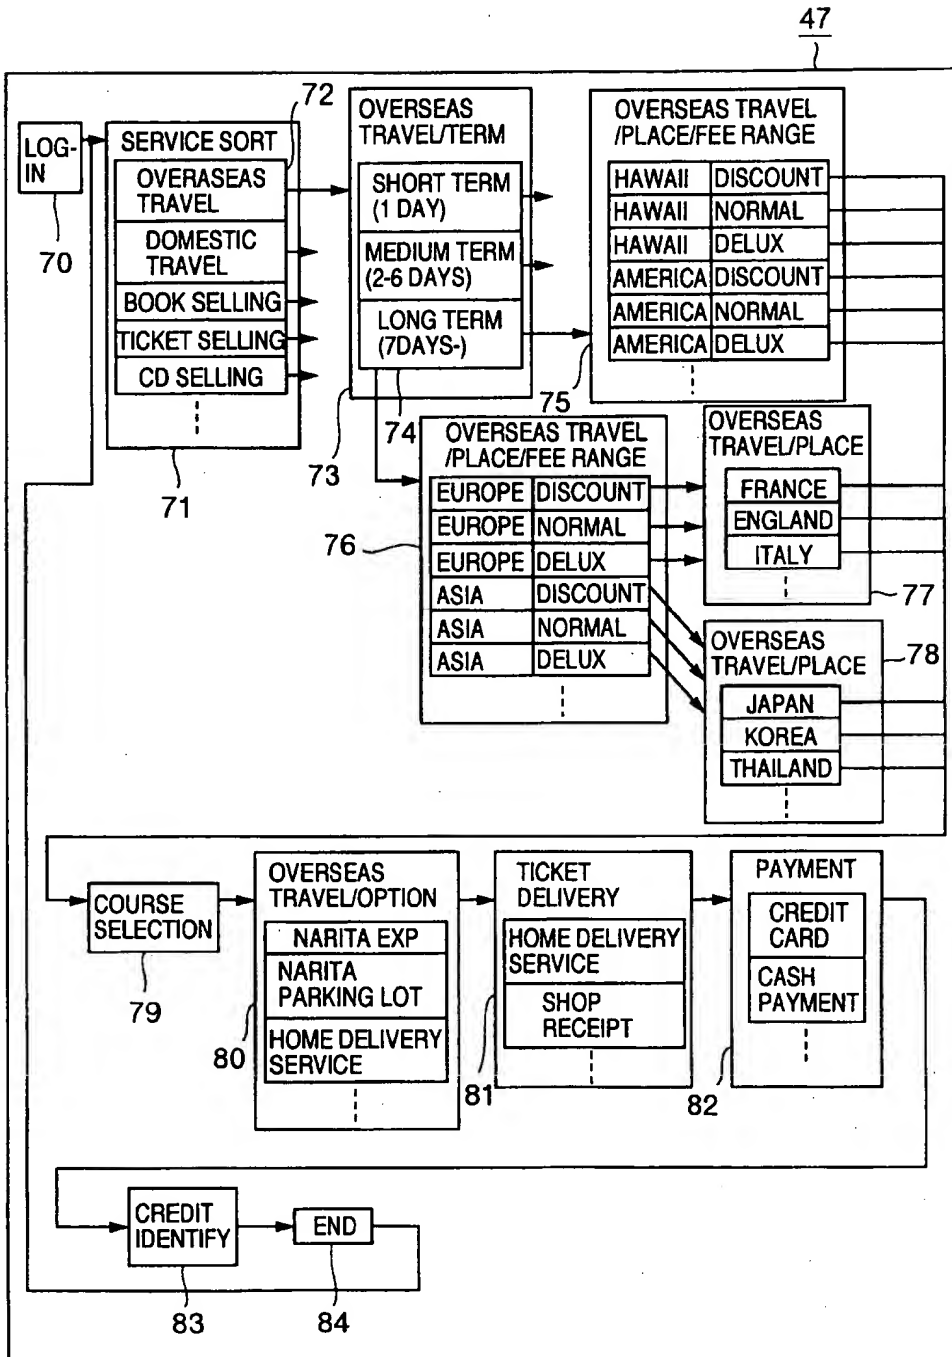 47
LOG-
IN
70
SERVICE SORT
72
OVERASEAS
TRAVEL
DOMESTIC
TRAVEL
BOOK SELLING
TICKET SELLING
CD SELLING
71
OVERSEAS
TRAVEL/TERM
SHORT TERM
(1 DAY)
MEDIUM TERM
(2-6 DAYS)
LONG TERM
(7DAYS-)
73
74
OVERSEAS TRAVEL
/PLACE/FEE RANGE
HAWAII DISCOUNT
HAWAII NORMAL
HAWAII DELUX
AMERICA DISCOUNT
AMERICA NORMAL
AMERICA DELUX
75
OVERSEAS TRAVEL
/PLACE/FEE RANGE
EUROPE DISCOUNT
EUROPE NORMAL
EUROPE DELUX
ASIA DISCOUNT
ASIA NORMAL
ASIA DELUX
76
OVERSEAS
TRAVEL/PLACE
FRANCE
ENGLAND
ITALY
77
OVERSEAS
TRAVEL/PLACE
JAPAN
KOREA
THAILAND
78
COURSE
SELECTION
79
OVERSEAS
TRAVEL/OPTION
NARITA EXP
NARITA
PARKING LOT
HOME DELIVERY
SERVICE
80
TICKET
DELIVERY
HOME DELIVERY
SERVICE
SHOP
RECEIPT
81
PAYMENT
CREDIT
CARD
CASH
PAYMENT
82
CREDIT
IDENTIFY
83
END
84